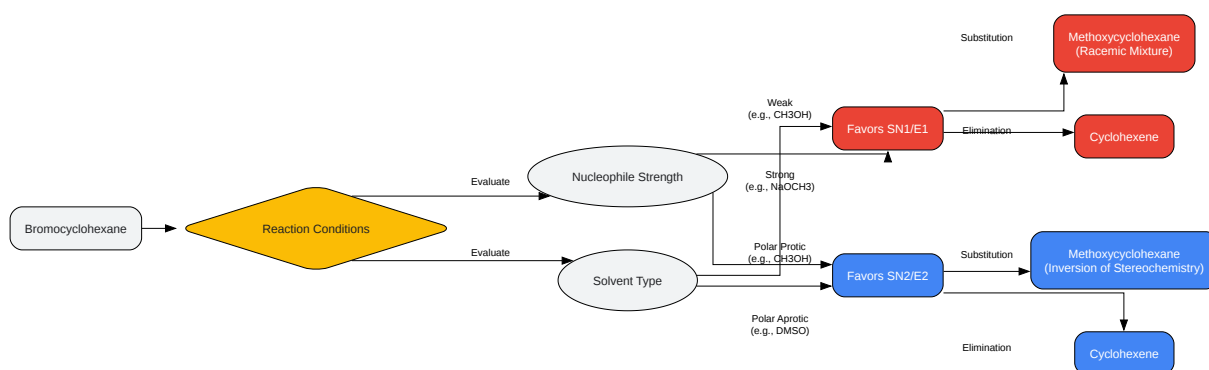 Bromocyclohexane
Reaction Conditions
Evaluate
Evaluate
Nucleophile Strength
Solvent Type
Weak
(e.g., CH3OH)
Strong
(e.g., NaOCH3)
Polar Protic
(e.g., CH3OH)
Polar Aprotic
(e.g., DMSO)
Favors SN1/E1
Favors SN2/E2
Substitution
Elimination
Substitution
Elimination
Methoxycyclohexane
(Racemic Mixture)
Cyclohexene
Methoxycyclohexane
(Inversion of Stereochemistry)
Cyclohexene